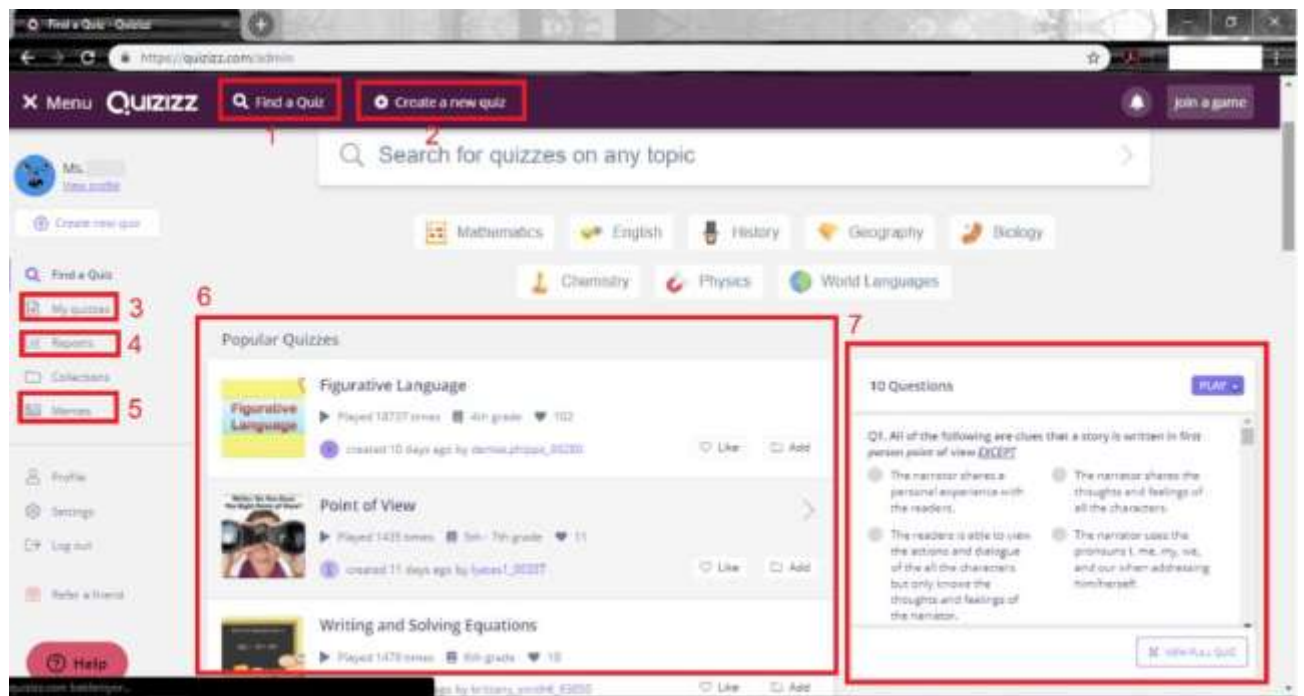 Find a Quiz - Quizizz
https://quizizz.com/admin
Menu QUIZIZZ Find a Quiz Create a new quiz Join a game
1 2
Search for quizzes on any topic
Ms.
View profile
Create new quiz
Mathematics English History Geography Biology
Chemistry Physics World Languages
Find a Quiz
My quizzes 3
Reports 4
Collections
Memes 5
Profile
Settings
Log out
Refer a friend
Help
6
Popular Quizzes
Figurative Language
Figurative
Language
Played 18737 times 4th grade 102
created 10 days ago by
Like Add
Point of View
Played 1435 times 5th - 7th grade 11
created 11 days ago by
Like Add
Writing and Solving Equations
Played 1478 times 6th grade 18
ago by
Like Add
7
10 Questions PLAY
Q1. All of the following are clues that a story is written in first
person point of view EXCEPT
The narrator shares a
personal experience with
the readers.
The narrator shares the
thoughts and feelings of
all the characters.
The readers is able to view
the actions and dialogue
of the all the characters
but only knows the
thoughts and feelings of
the narrator.
The narrator uses the
pronouns I, me, my, we,
and our when addressing
him/herself.
VIEW FULL QUIZ